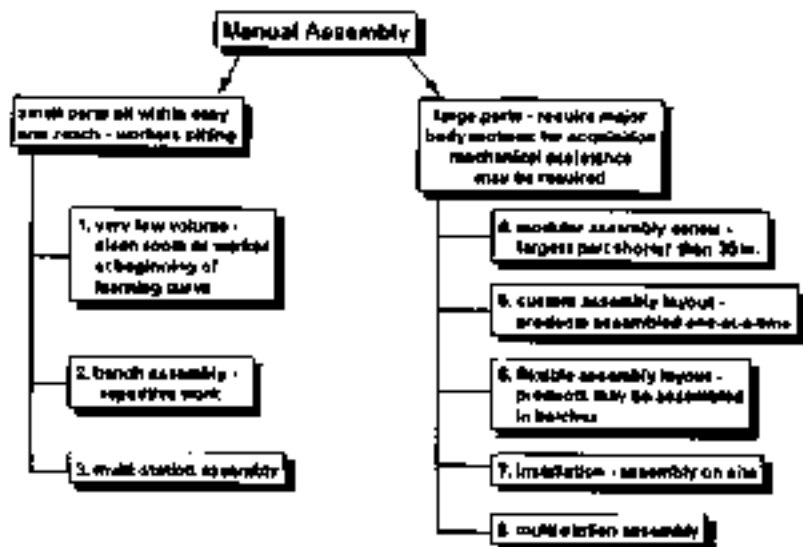 Manual Assembly
small parts all within easy
arm reach - workers sitting
large parts - require major
body motions for acquisition
mechanical assistance
may be required
1. very low volume -
clean room or worker
at beginning of
learning curve
2. bench assembly -
repetitive work
3. multi-station assembly
4. modular assembly center -
largest part shorter than 35 in.
5. custom assembly layout -
products assembled one-at-a-time
6. flexible assembly layout -
products may be assembled
in batches
7. installation - assembly on site
8. multi-station assembly